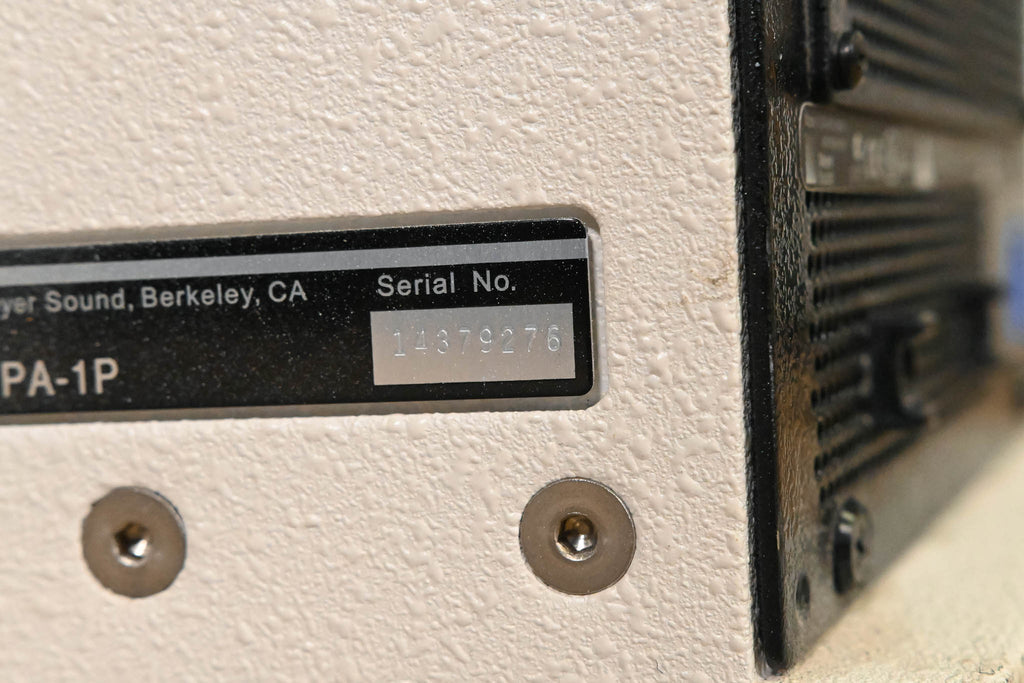 yer Sound, Berkeley, CA
Serial No.
14379276
PA-1P